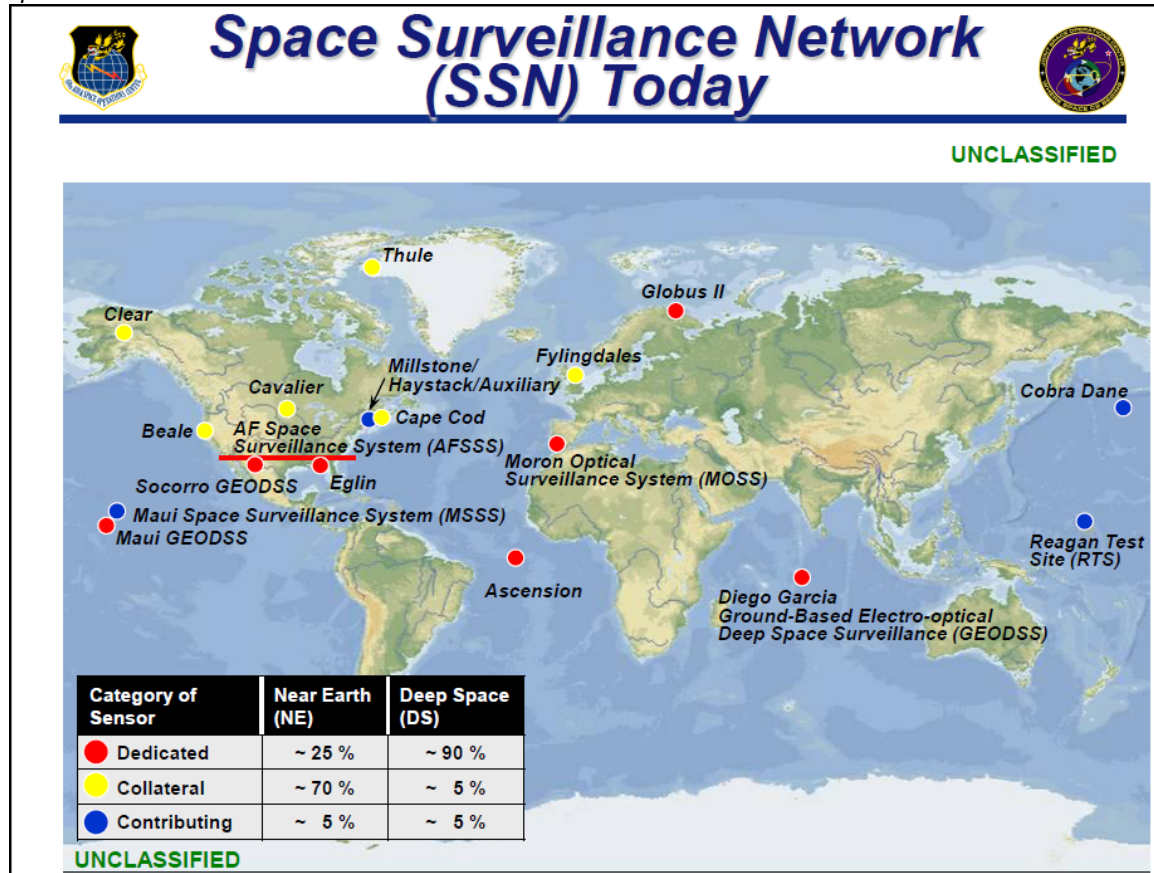 Space Surveillance Network
(SSN) Today
UNCLASSIFIED
Thule
Globus II
Clear
Fylingdales
Millstone/
Haystack/Auxiliary
Cavalier
Cobra Dane
Cape Cod
Beale
AF Space
Surveillance System (AFSSS)
Moron Optical
Surveillance System (MOSS)
Socorro GEODSS
Eglin
Maui Space Surveillance System (MSSS)
Maui GEODSS
Reagan Test
Site (RTS)
Ascension
Diego Garcia
Ground-Based Electro-optical
Deep Space Surveillance (GEODSS)
Category of Sensor Near Earth (NE) Deep Space (DS)
Dedicated ~ 25 % ~ 90 %
Collateral ~ 70 % ~ 5 %
Contributing ~ 5 % ~ 5 %
UNCLASSIFIED